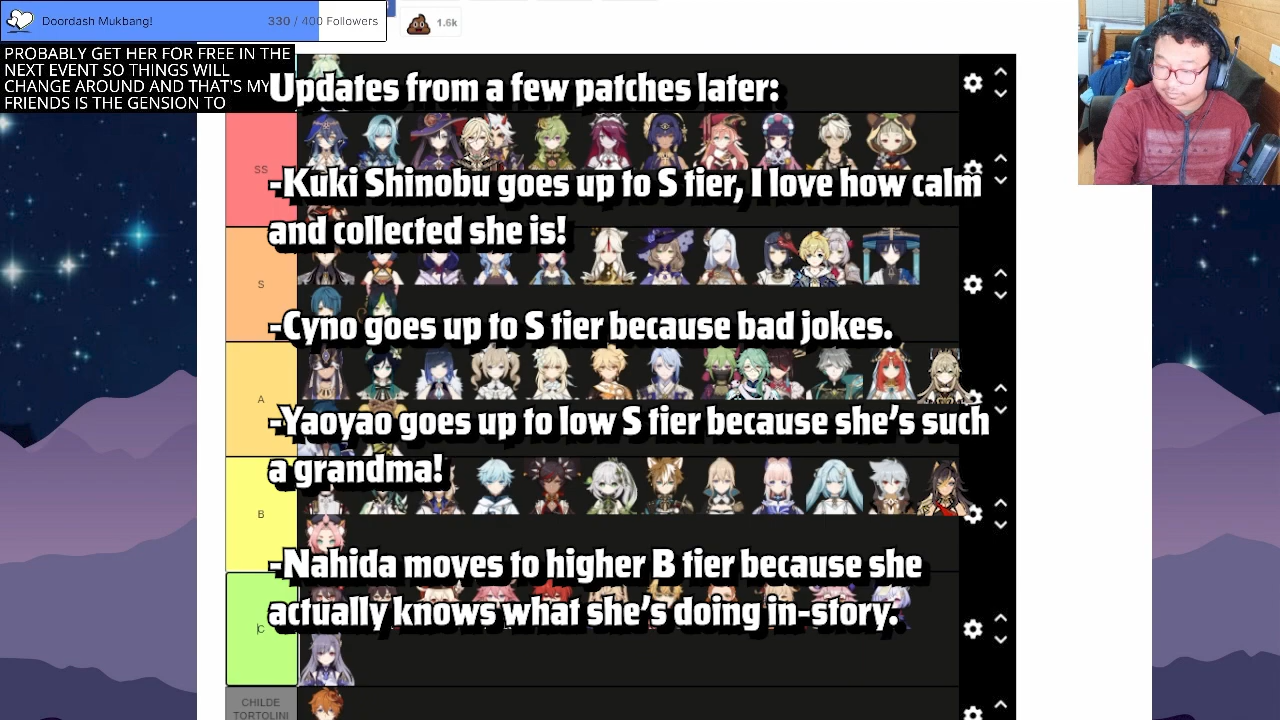 Doordash Mukbang! 330 / 400 Followers
1.6k
PROBABLY GET HER FOR FREE IN THE
NEXT EVENT SO THINGS WILL
CHANGE AROUND AND THAT'S MY
FRIENDS IS THE GENSION TO
Updates from a few patches later:
SS
-Kuki Shinobu goes up to S tier, I love how calm
and collected she is!
S
-Cyno goes up to S tier because bad jokes.
A
-Yaoyao goes up to low S tier because she's such
a grandma!
B
-Nahida moves to higher B tier because she
actually knows what she's doing in-story.
C
CHILDE
TORTOLINI